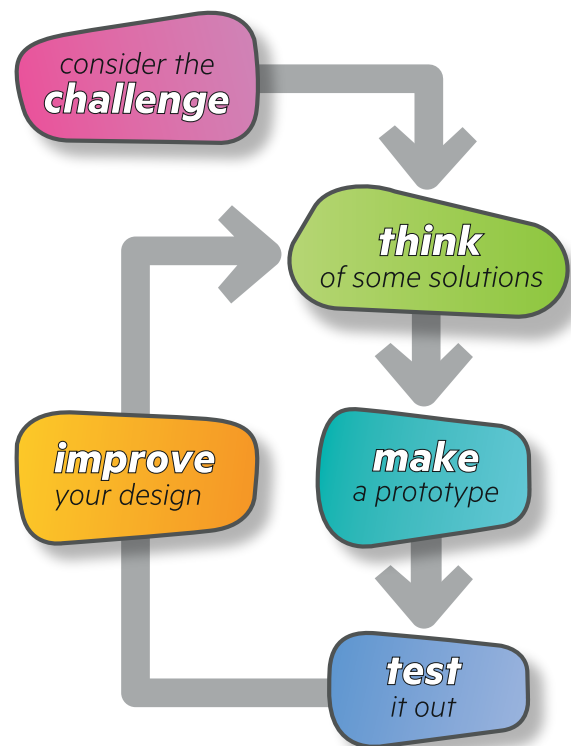 consider the
challenge
think
of some solutions
make
a prototype
test
it out
improve
your design